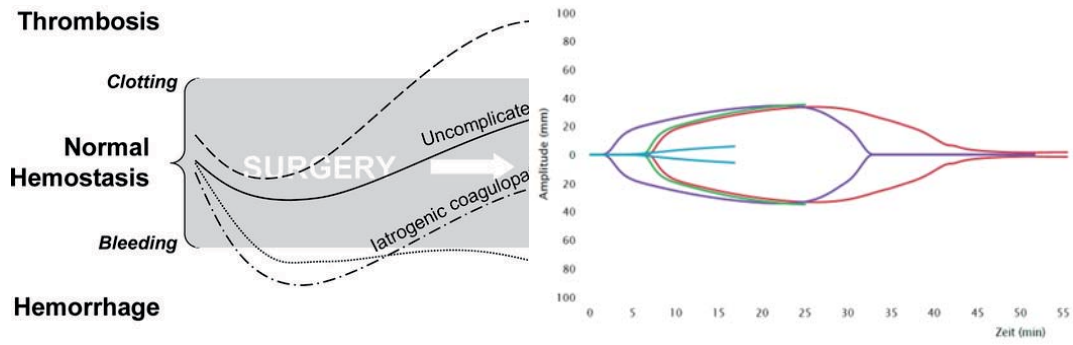 Thrombosis
Clotting
Normal
Hemostasis
Bleeding
Hemorrhage
SURGERY
Uncomplicate
Iatrogenic coagulopa
Amplitude (mm)
100
80
60
40
20
0
20
40
60
80
100
0 5 10 15 20 25 30 35 40 45 50 55
Zeit (min)